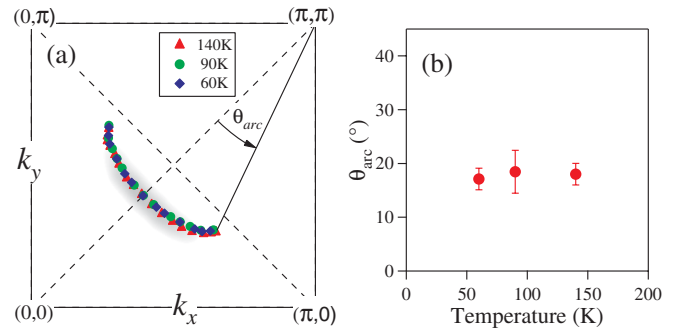 (0,π) (π,π)
(a)
140K
90K
60K
θarc
ky
(0,0) kx (π,0)
(b)
θarc (°)
40
30
20
10
0
0 50 100 150 200
Temperature (K)